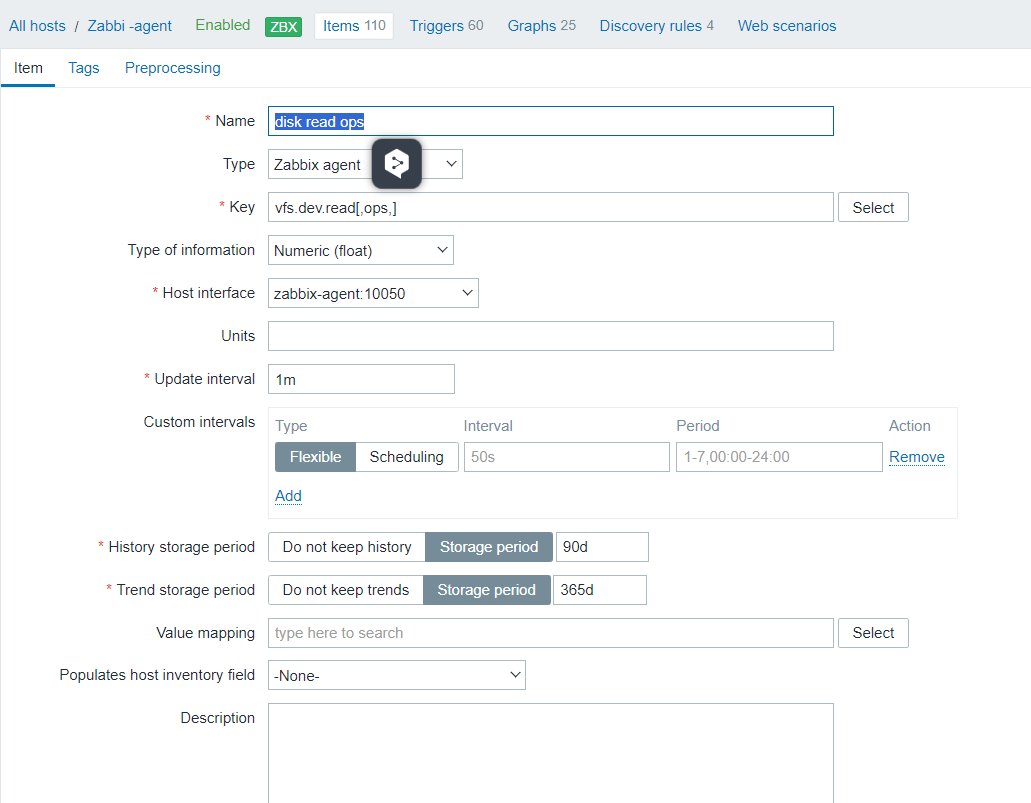 All hosts / Zabbi -agent Enabled ZBX Items 110 Triggers 60 Graphs 25 Discovery rules 4 Web scenarios
Item Tags Preprocessing
* Name disk read ops
Type Zabbix agent
* Key vfs.dev.read[,ops,] Select
Type of information Numeric (float)
* Host interface zabbix-agent:10050
Units
* Update interval 1m
Custom intervals Type Interval Period Action
Flexible Scheduling 50s 1-7,00:00-24:00 Remove
Add
* History storage period Do not keep history Storage period 90d
* Trend storage period Do not keep trends Storage period 365d
Value mapping type here to search Select
Populates host inventory field -None-
Description